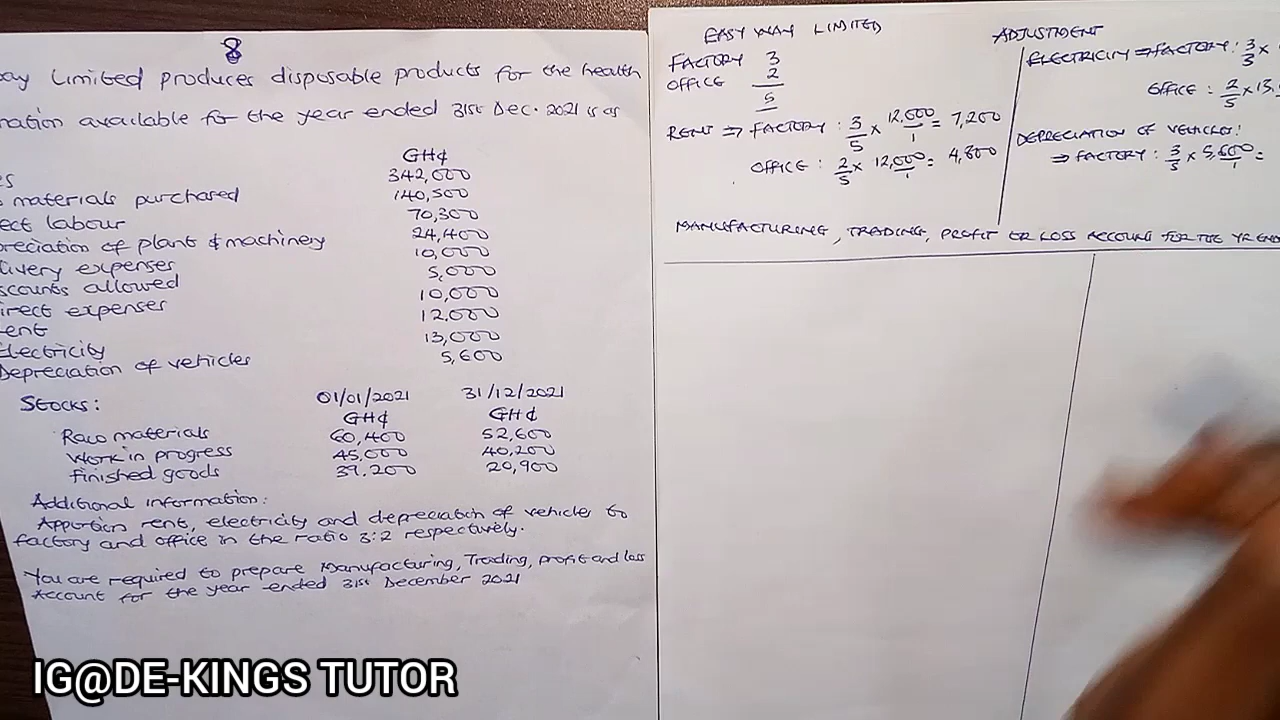 8
Limited produces disposable products for the health
available for the year ended 31st Dec. 2021 is as
GH¢
342,000
materials purchased 140,500
labour 70,300
of plant & machinery 24,400
expenses 10,000
allowed 5,000
expenses 10,000
12,000
Electricity 13,000
Depreciation of vehicles 5,600
STOCKS: 01/01/2021 31/12/2021
GH¢ GH¢
Raw materials 60,400 52,600
Work in progress 45,000 40,200
finished goods 39.200 20,900
Additional information:
Apportion rent, electricity and depreciation of vehicles to
factory and office in the ratio 3:2 respectively.
You are required to prepare Manufacturing, Trading, profit and loss
Account for the year ended 31st December 2021
EASY WAY LIMITED
FACTORY 3
OFFICE 2
5
RENT ⇒ FACTORY : 3/5 × 12,000/1 = 7,200
OFFICE : 2/5 × 12,000/1 = 4,800
ADJUSTMENT
ELECTRICITY ⇒ FACTORY : 3/3 ×
OFFICE : 2/5 × 13,
DEPRECIATION OF VEHICLES:
⇒ FACTORY : 3/5 × 5,600/1 =
MANUFACTURING, TRADING, PROFIT OR LOSS ACCOUNT FOR THE YR
IG@DE-KINGS TUTOR